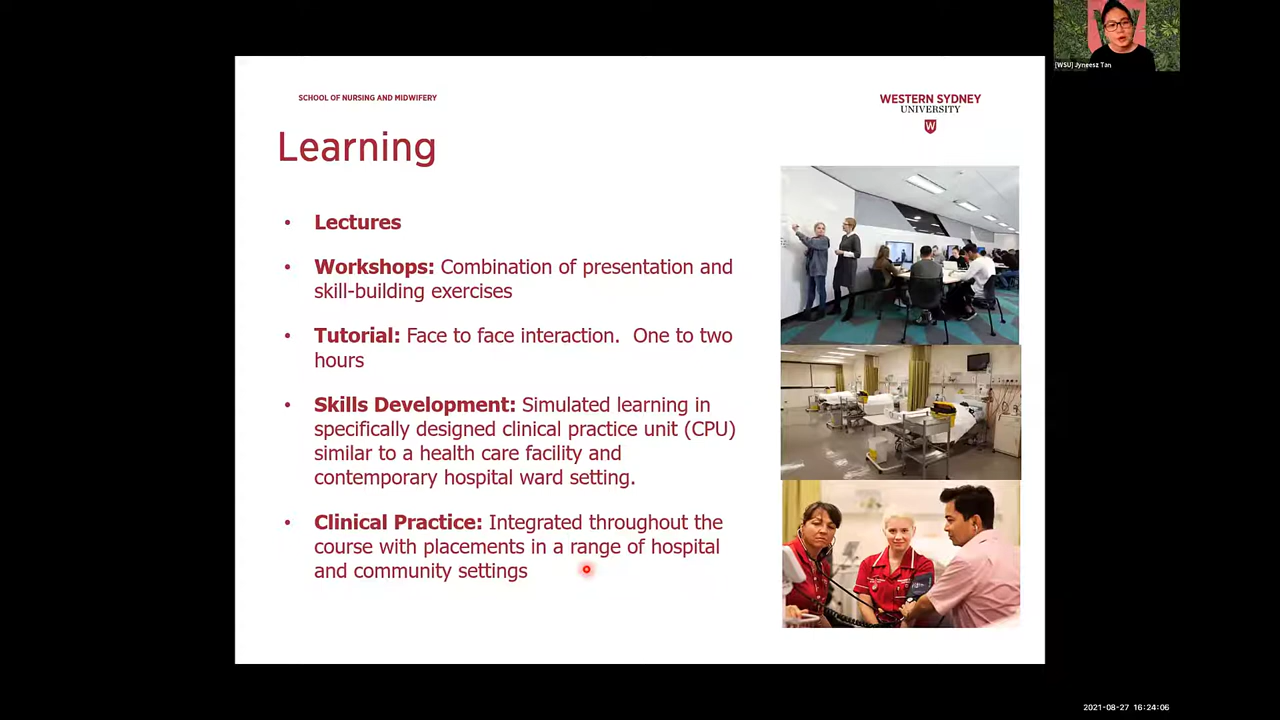 [WSU] Jyneesz Tan
SCHOOL OF NURSING AND MIDWIFERY
WESTERN SYDNEY
UNIVERSITY
W
Learning
• Lectures
• Workshops: Combination of presentation and
skill-building exercises
• Tutorial: Face to face interaction.  One to two
hours
• Skills Development: Simulated learning in
specifically designed clinical practice unit (CPU)
similar to a health care facility and
contemporary hospital ward setting.
• Clinical Practice: Integrated throughout the
course with placements in a range of hospital
and community settings
2021-08-27 16:24:06